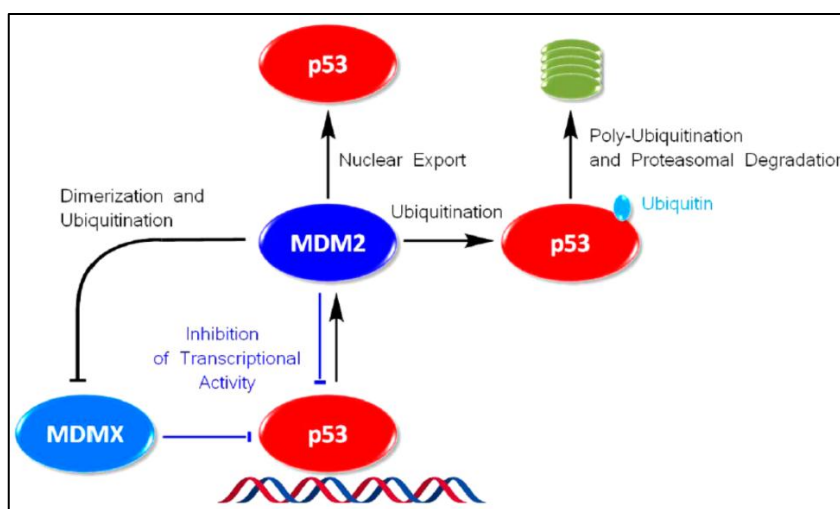 p53
Poly-Ubiquitination
and Proteasomal Degradation
Nuclear Export
Dimerization and
Ubiquitination
Ubiquitination
Ubiquitin
MDM2
p53
Inhibition
of Transcriptional
Activity
MDMX
p53